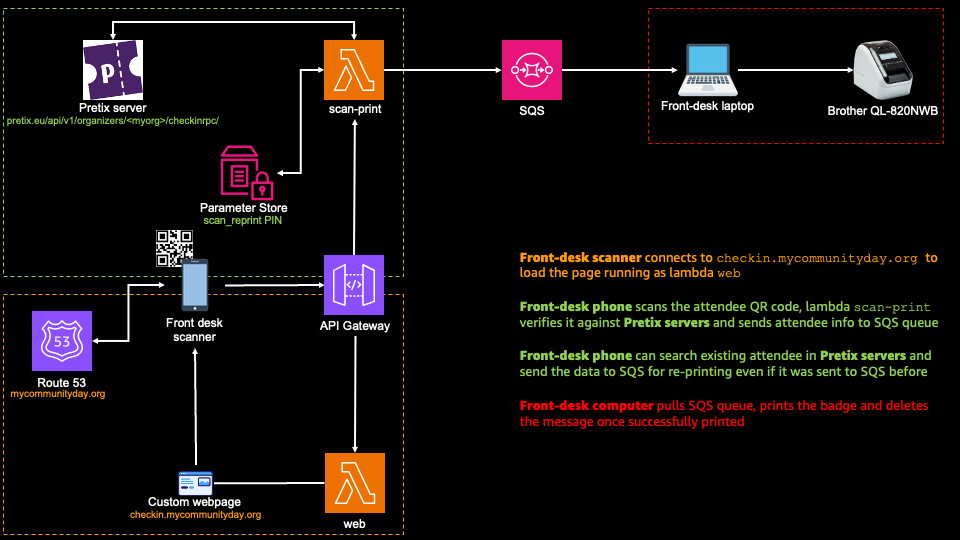 Pretix server
pretix.eu/api/v1/organizers/<myorg>/checkinrpc/
scan-print
SQS
Front-desk laptop
Brother QL-820NWB
Parameter Store
scan_reprint PIN
Front desk
scanner
API Gateway
53
Route 53
mycommunityday.org
Custom webpage
checkin.mycommunityday.org
web
Front-desk scanner connects to checkin.mycommunityday.org to
load the page running as lambda web
Front-desk phone scans the attendee QR code, lambda scan-print
verifies it against Pretix servers and sends attendee info to SQS queue
Front-desk phone can search existing attendee in Pretix servers and
send the data to SQS for re-printing even if it was sent to SQS before
Front-desk computer pulls SQS queue, prints the badge and deletes
the message once successfully printed